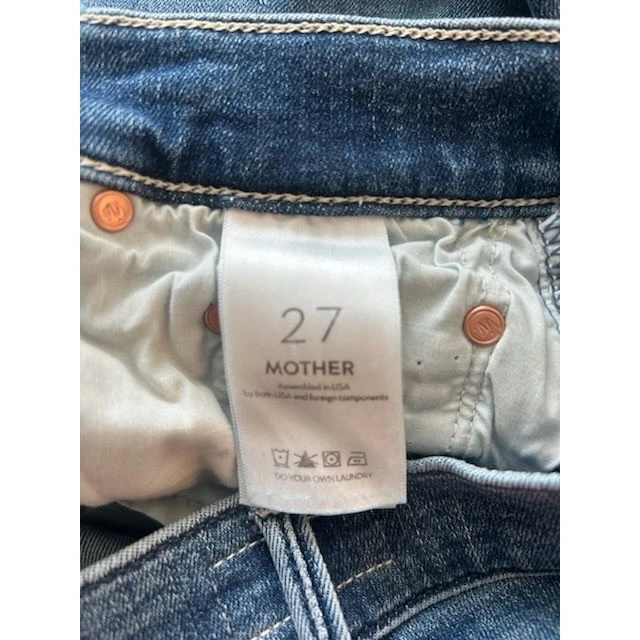 27
MOTHER
Assembled in USA
by both USA and foreign components
DO YOUR OWN LAUNDRY